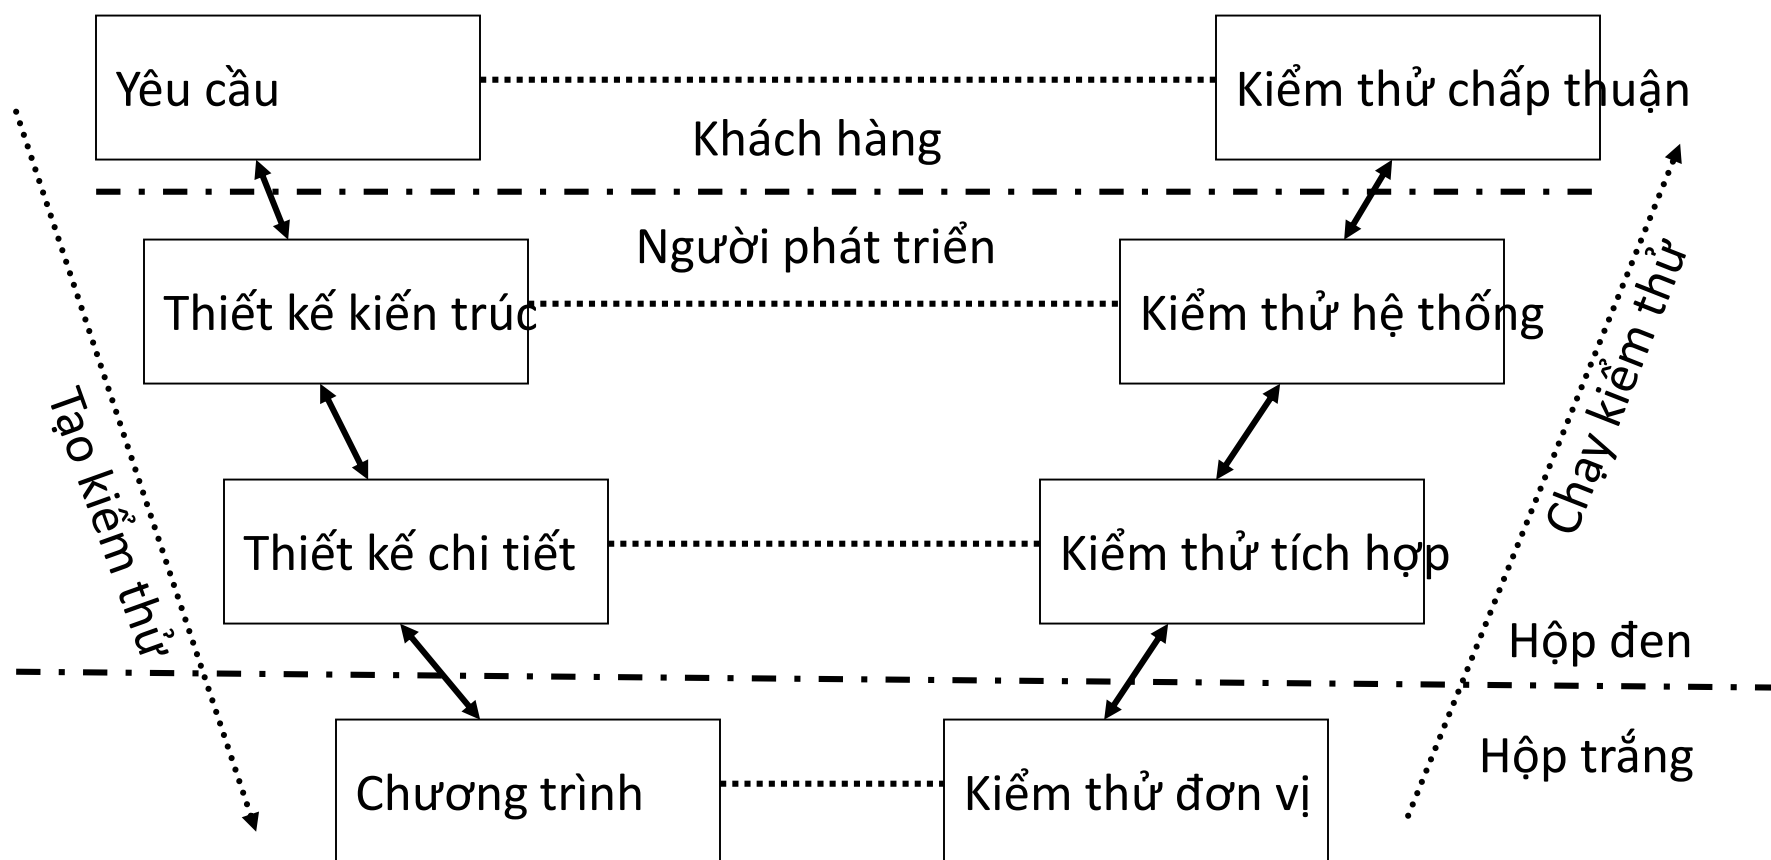 Yêu cầu
Kiểm thử chấp thuận
Khách hàng
Người phát triển
Thiết kế kiến trúc
Kiểm thử hệ thống
Tạo kiểm thử
Chạy kiểm thử
Thiết kế chi tiết
Kiểm thử tích hợp
Hộp đen
Hộp trắng
Chương trình
Kiểm thử đơn vị